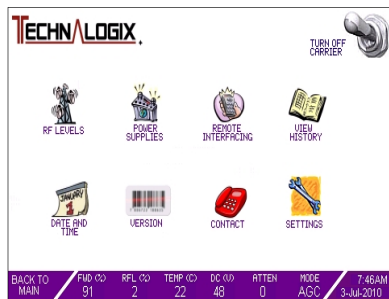 TECHNALOGIX.
TURN OFF
CARRIER
RF LEVELS
POWER
SUPPLIES
REMOTE
INTERFACING
VIEW
HISTORY
JANUARY
1
DATE AND
TIME
VERSION
CONTACT
SETTINGS
BACK TO
MAIN
FWD (%)
91
RFL (%)
2
TEMP (C)
22
DC (V)
48
ATTEN
0
MODE
AGC
7:46AM
3-Jul-2010